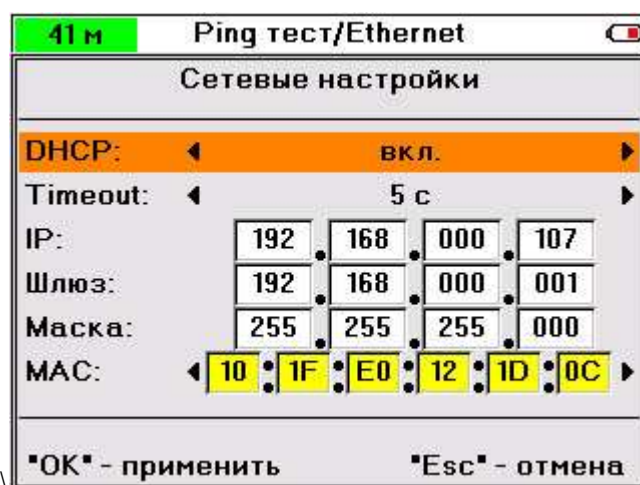 41 м Ping тест/Ethernet
Сетевые настройки
DHCP: вкл.
Timeout: 5 с
IP: 192.168.000.107
Шлюз: 192.168.000.001
Маска: 255.255.255.000
MAC: 10:1F:E0:12:1D:0C
"OK" - применить "Esc" - отмена
\